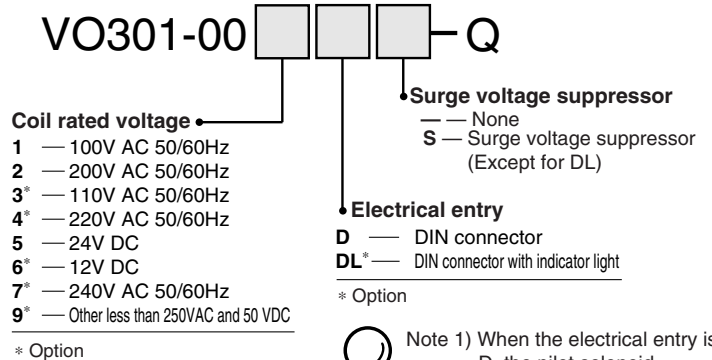 VO301-00 - Q
Coil rated voltage
1 — 100V AC 50/60Hz
2 — 200V AC 50/60Hz
3* — 110V AC 50/60Hz
4* — 220V AC 50/60Hz
5 — 24V DC
6* — 12V DC
7* — 240V AC 50/60Hz
9* — Other less than 250VAC and 50 VDC
* Option
Surge voltage suppressor
— — None
S — Surge voltage suppressor
(Except for DL)
Electrical entry
D — DIN connector
DL* — DIN connector with indicator light
* Option
Note 1) When the electrical entry is